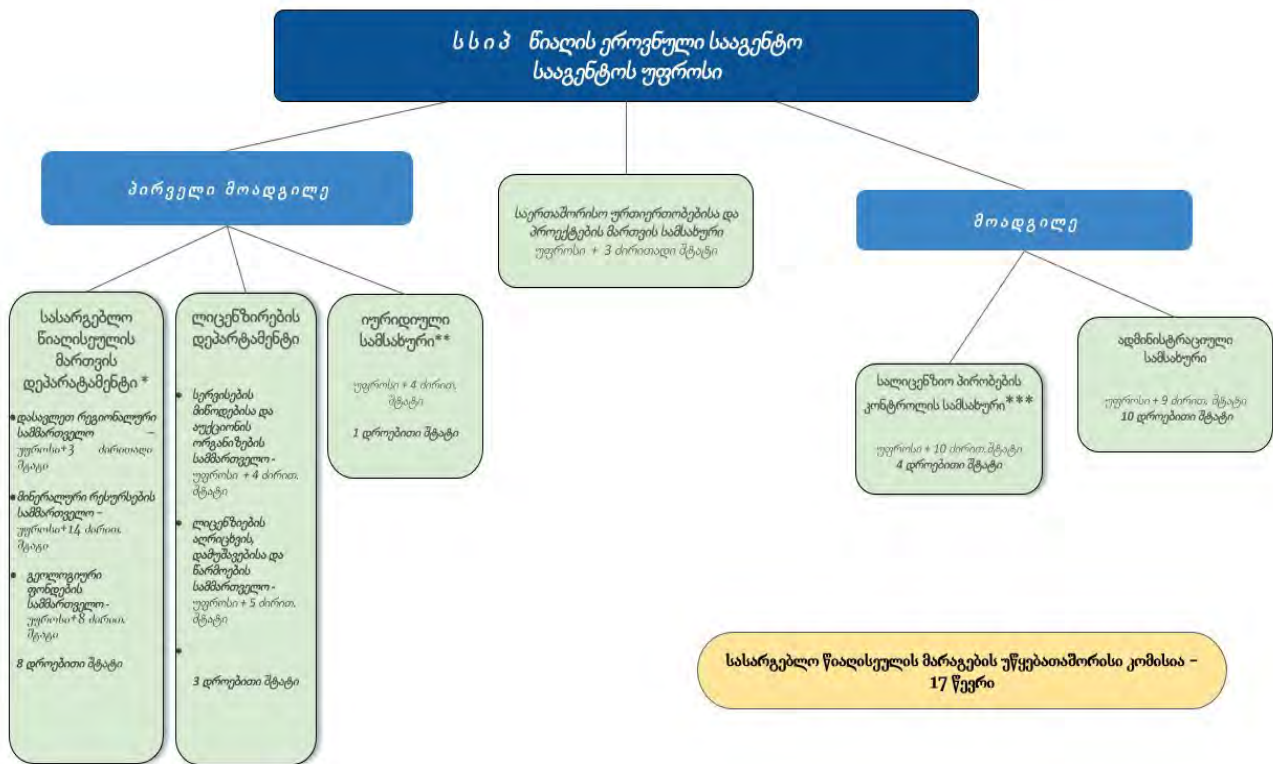 ს ს ი პ წიაღის ეროვნული სააგენტო
სააგენტოს უფროსი
პირველი მოადგილე
საერთაშორისო ურთიერთობებისა და
პროექტების მართვის სამსახური
უფროსი + 3 ძირითადი შტატი
მოადგილე
სასარგებლო
წიაღისეულის
მართვის
დეპარატამენტი *
•დასავლეთ რეგიონალური
სამმართველო –
უფროსი+3 ძირითადი
შტატი
•მინერალური რესურსების
სამმართველო –
უფროსი+14 ძირით.
შტატი
• გეოლოგიური
ფონდების
სამმართველო -
უფროსი+8 ძირით.
შტატი
8 დროებითი შტატი
ლიცენზირების
დეპარტამენტი
• სერვისების
მიწოდებისა და
აუქციონის
ორგანიზების
სამმართველო -
უფროსი + 4 ძირით.
შტატი
• ლიცენზიების
აღრიცხვის,
დამუშავებისა და
წარმოების
სამმართველო -
უფროსი + 5 ძირით.
შტატი
•
3 დროებითი შტატი
იურიდიული
სამსახური**
უფროსი + 4 ძირით.
შტატი
1 დროებითი შტატი
სალიცენზიო პირობების
კონტროლის სამსახური***
უფროსი + 10 ძირით.შტატი
4 დროებითი შტატი
ადმინისტრაციული
სამსახური
უფროსი + 9 ძირით. შტატი
10 დროებითი შტატი
სასარგებლო წიაღისეულის მარაგების უწყებათაშორისი კომისია –
17 წევრი